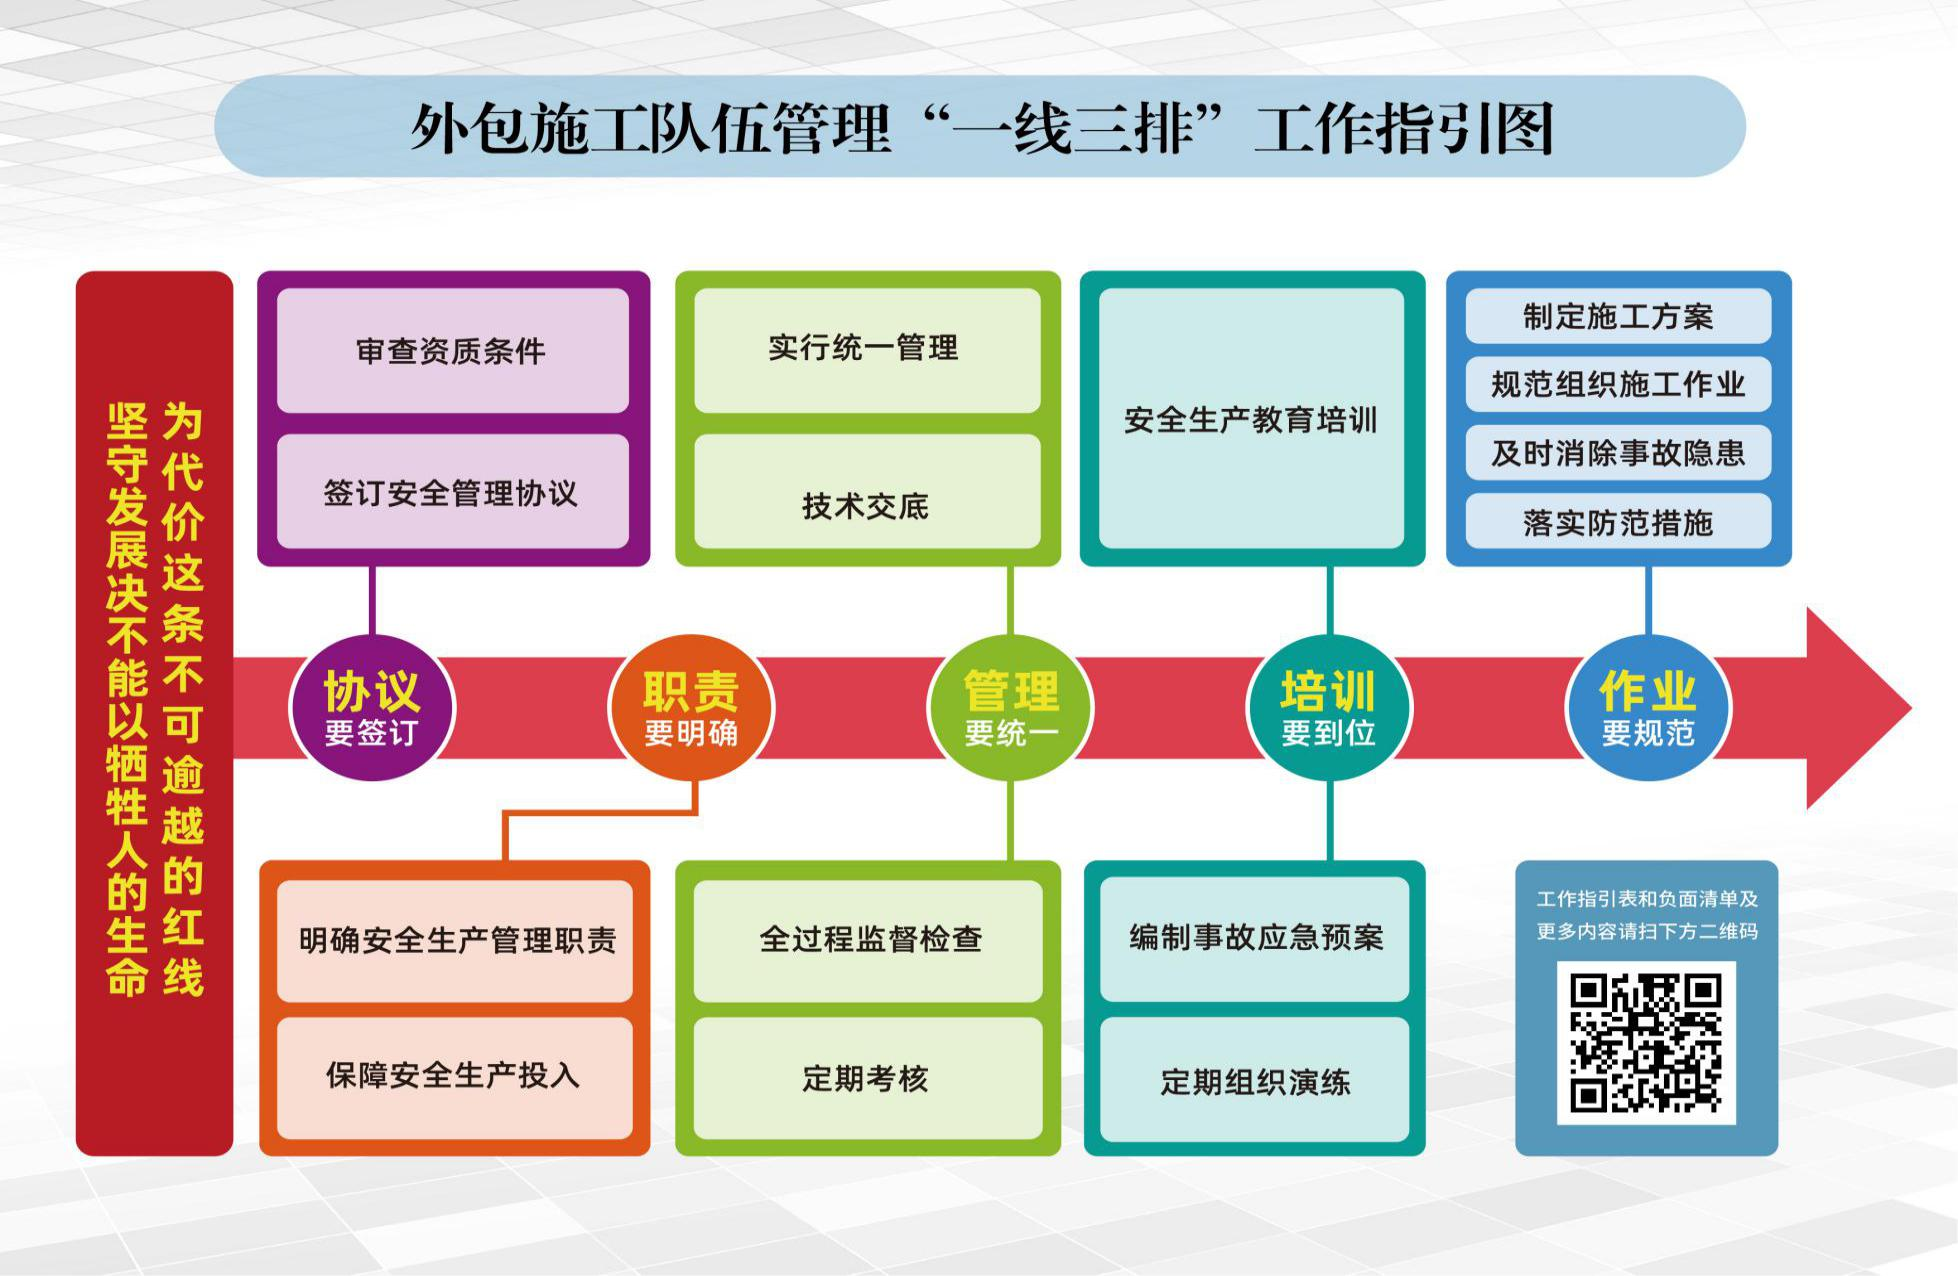 外包施工队伍管理“一线三排”工作指引图
坚守发展决不能以牺牲人的生命
为代价这条不可逾越的红线
审查资质条件
签订安全管理协议
实行统一管理
技术交底
安全生产教育培训
制定施工方案
规范组织施工作业
及时消除事故隐患
落实防范措施
协议
要签订
职责
要明确
管理
要统一
培训
要到位
作业
要规范
明确安全生产管理职责
保障安全生产投入
全过程监督检查
定期考核
编制事故应急预案
定期组织演练
工作指引表和负面清单及
更多内容请扫下方二维码